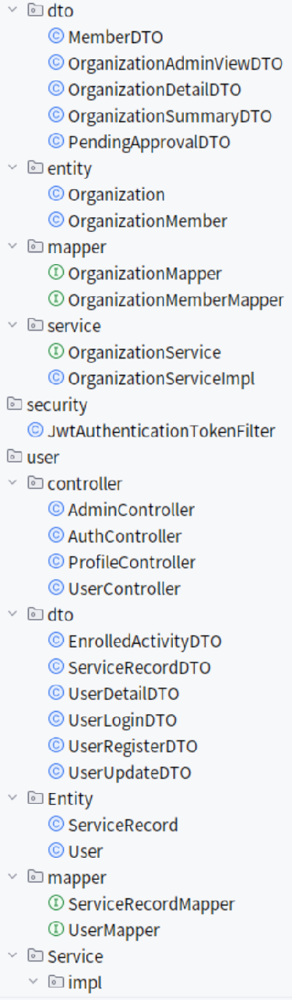 dto
MemberDTO
OrganizationAdminViewDTO
OrganizationDetailDTO
OrganizationSummaryDTO
PendingApprovalDTO
entity
Organization
OrganizationMember
mapper
OrganizationMapper
OrganizationMemberMapper
service
OrganizationService
OrganizationServiceImpl
security
JwtAuthenticationTokenFilter
user
controller
AdminController
AuthController
ProfileController
UserController
dto
EnrolledActivityDTO
ServiceRecordDTO
UserDetailDTO
UserLoginDTO
UserRegisterDTO
UserUpdateDTO
Entity
ServiceRecord
User
mapper
ServiceRecordMapper
UserMapper
Service
impl